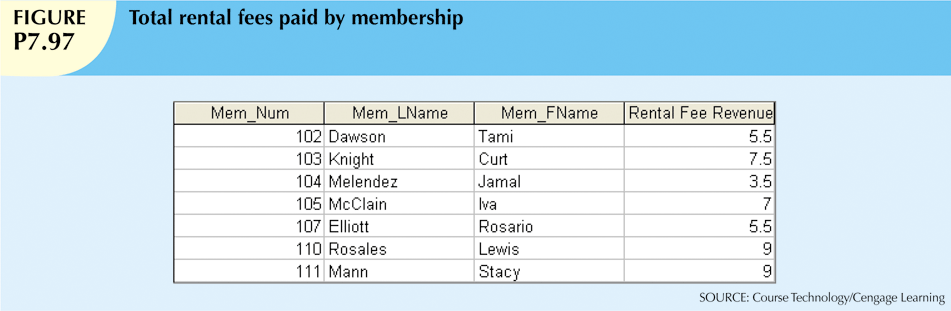 FIGURE P7.97
Total rental fees paid by membership
Mem_Num Mem_LName Mem_FName Rental Fee Revenue
102 Dawson Tami 5.5
103 Knight Curt 7.5
104 Melendez Jamal 3.5
105 McClain Iva 7
107 Elliott Rosario 5.5
110 Rosales Lewis 9
111 Mann Stacy 9
SOURCE: Course Technology/Cengage Learning